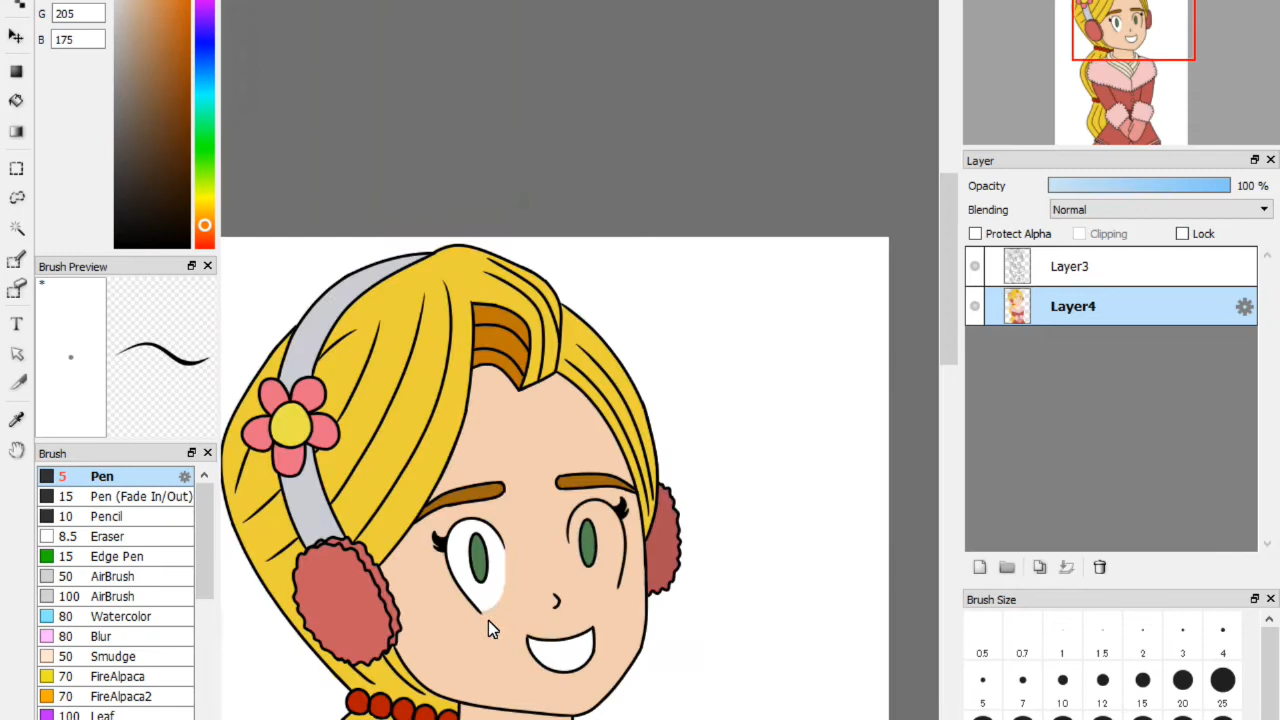 G 205
B 175
Brush Preview
*
Brush
5 Pen
15 Pen (Fade In/Out)
10 Pencil
8.5 Eraser
15 Edge Pen
50 AirBrush
100 AirBrush
80 Watercolor
80 Blur
50 Smudge
70 FireAlpaca
70 FireAlpaca2
100 Leaf
T
Layer
Opacity 100 %
Blending Normal
Protect Alpha Clipping Lock
Layer3
Layer4
Brush Size
0.5 0.7 1 1.5 2 3 4
5 7 10 12 15 20 25